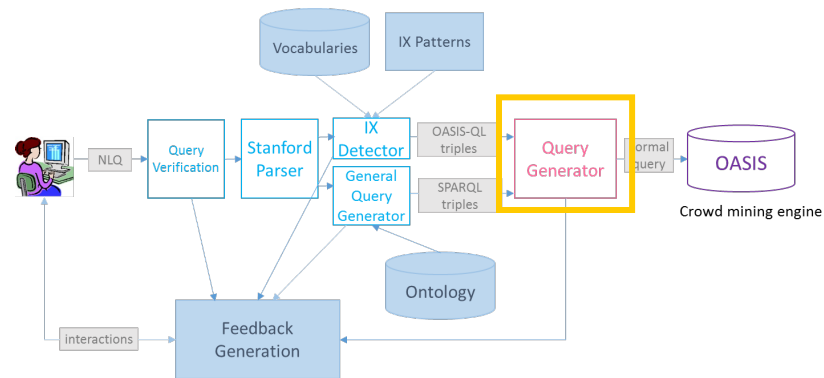 Vocabularies
IX Patterns
NLQ
Query
Verification
Stanford
Parser
IX
Detector
General
Query
Generator
OASIS-QL
triples
SPARQL
triples
Query
Generator
query
OASIS
Crowd mining engine
Ontology
interactions
Feedback
Generation